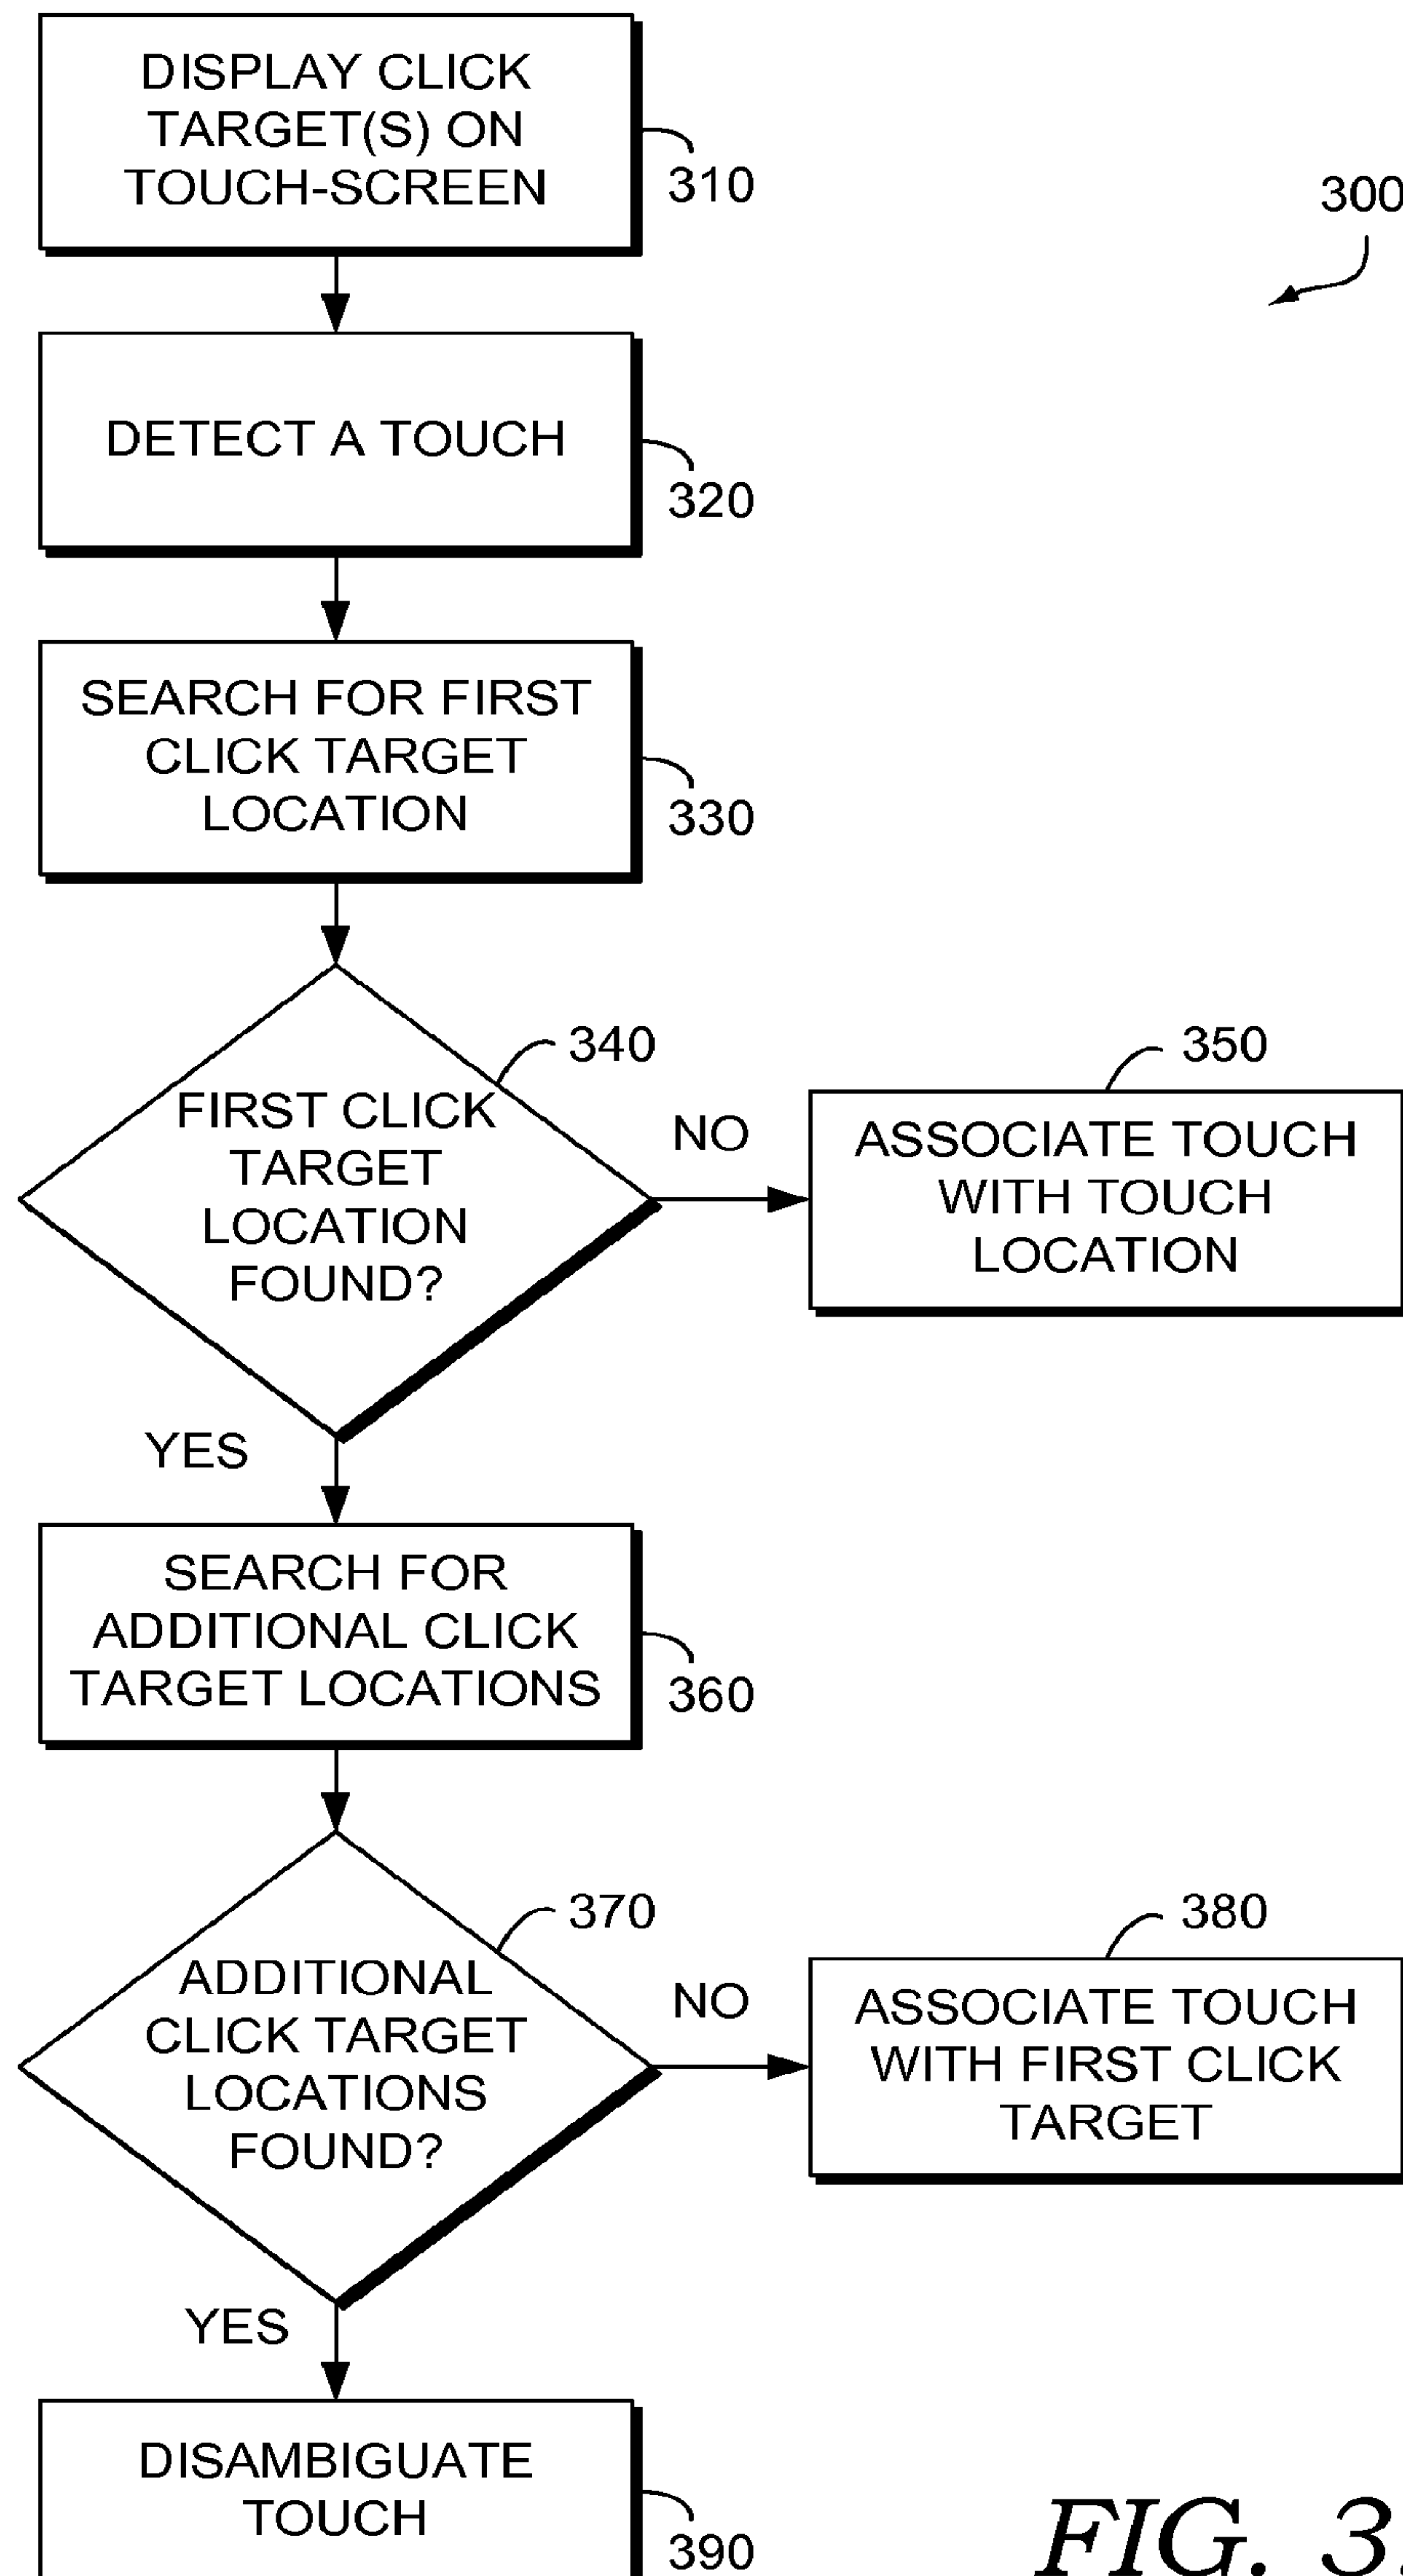 DISPLAY CLICK
TARGET(S) ON
TOUCH-SCREEN
310
300
DETECT A TOUCH
320
SEARCH FOR FIRST
CLICK TARGET
LOCATION
330
340
FIRST CLICK
TARGET
LOCATION
FOUND?
NO
350
ASSOCIATE TOUCH
WITH TOUCH
LOCATION
YES
SEARCH FOR
ADDITIONAL CLICK
TARGET LOCATIONS
360
370
ADDITIONAL
CLICK TARGET
LOCATIONS
FOUND?
NO
380
ASSOCIATE TOUCH
WITH FIRST CLICK
TARGET
YES
DISAMBIGUATE
TOUCH
390
FIG. 3.